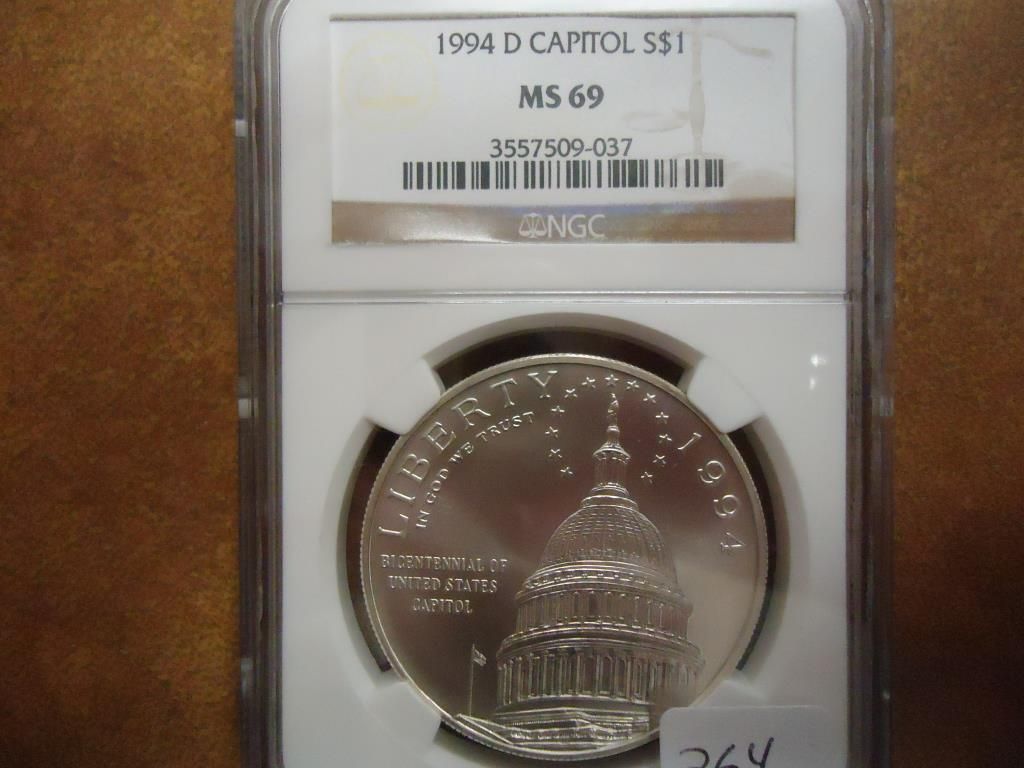 1994 D CAPITOL S$1
MS 69
3557509-037
NGC
LIBERTY
IN GOD WE TRUST
1994
BICENTENNIAL OF
UNITED STATES
CAPITOL
264